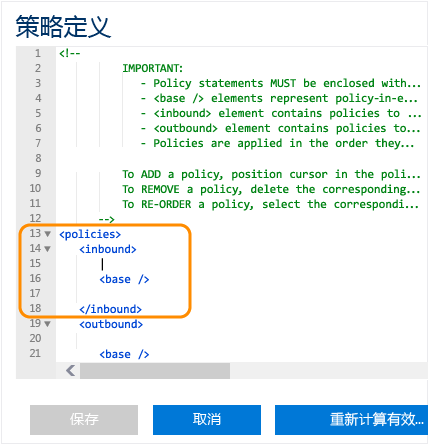 策略定义
1 <!--
2 IMPORTANT:
3 - Policy statements MUST be enclosed with...
4 - <base /> elements represent policy-in-e...
5 - <inbound> element contains policies to ...
6 - <outbound> element contains policies to...
7 - Policies are applied in the order they...
8
9 To ADD a policy, position cursor in the poli...
10 To REMOVE a policy, delete the corresponding...
11 To RE-ORDER a policy, select the correspondi...
12 -->
13 <policies>
14 <inbound>
15
16 <base />
17
18 </inbound>
19 <outbound>
20
21 <base />
保存 取消 重新计算有效...